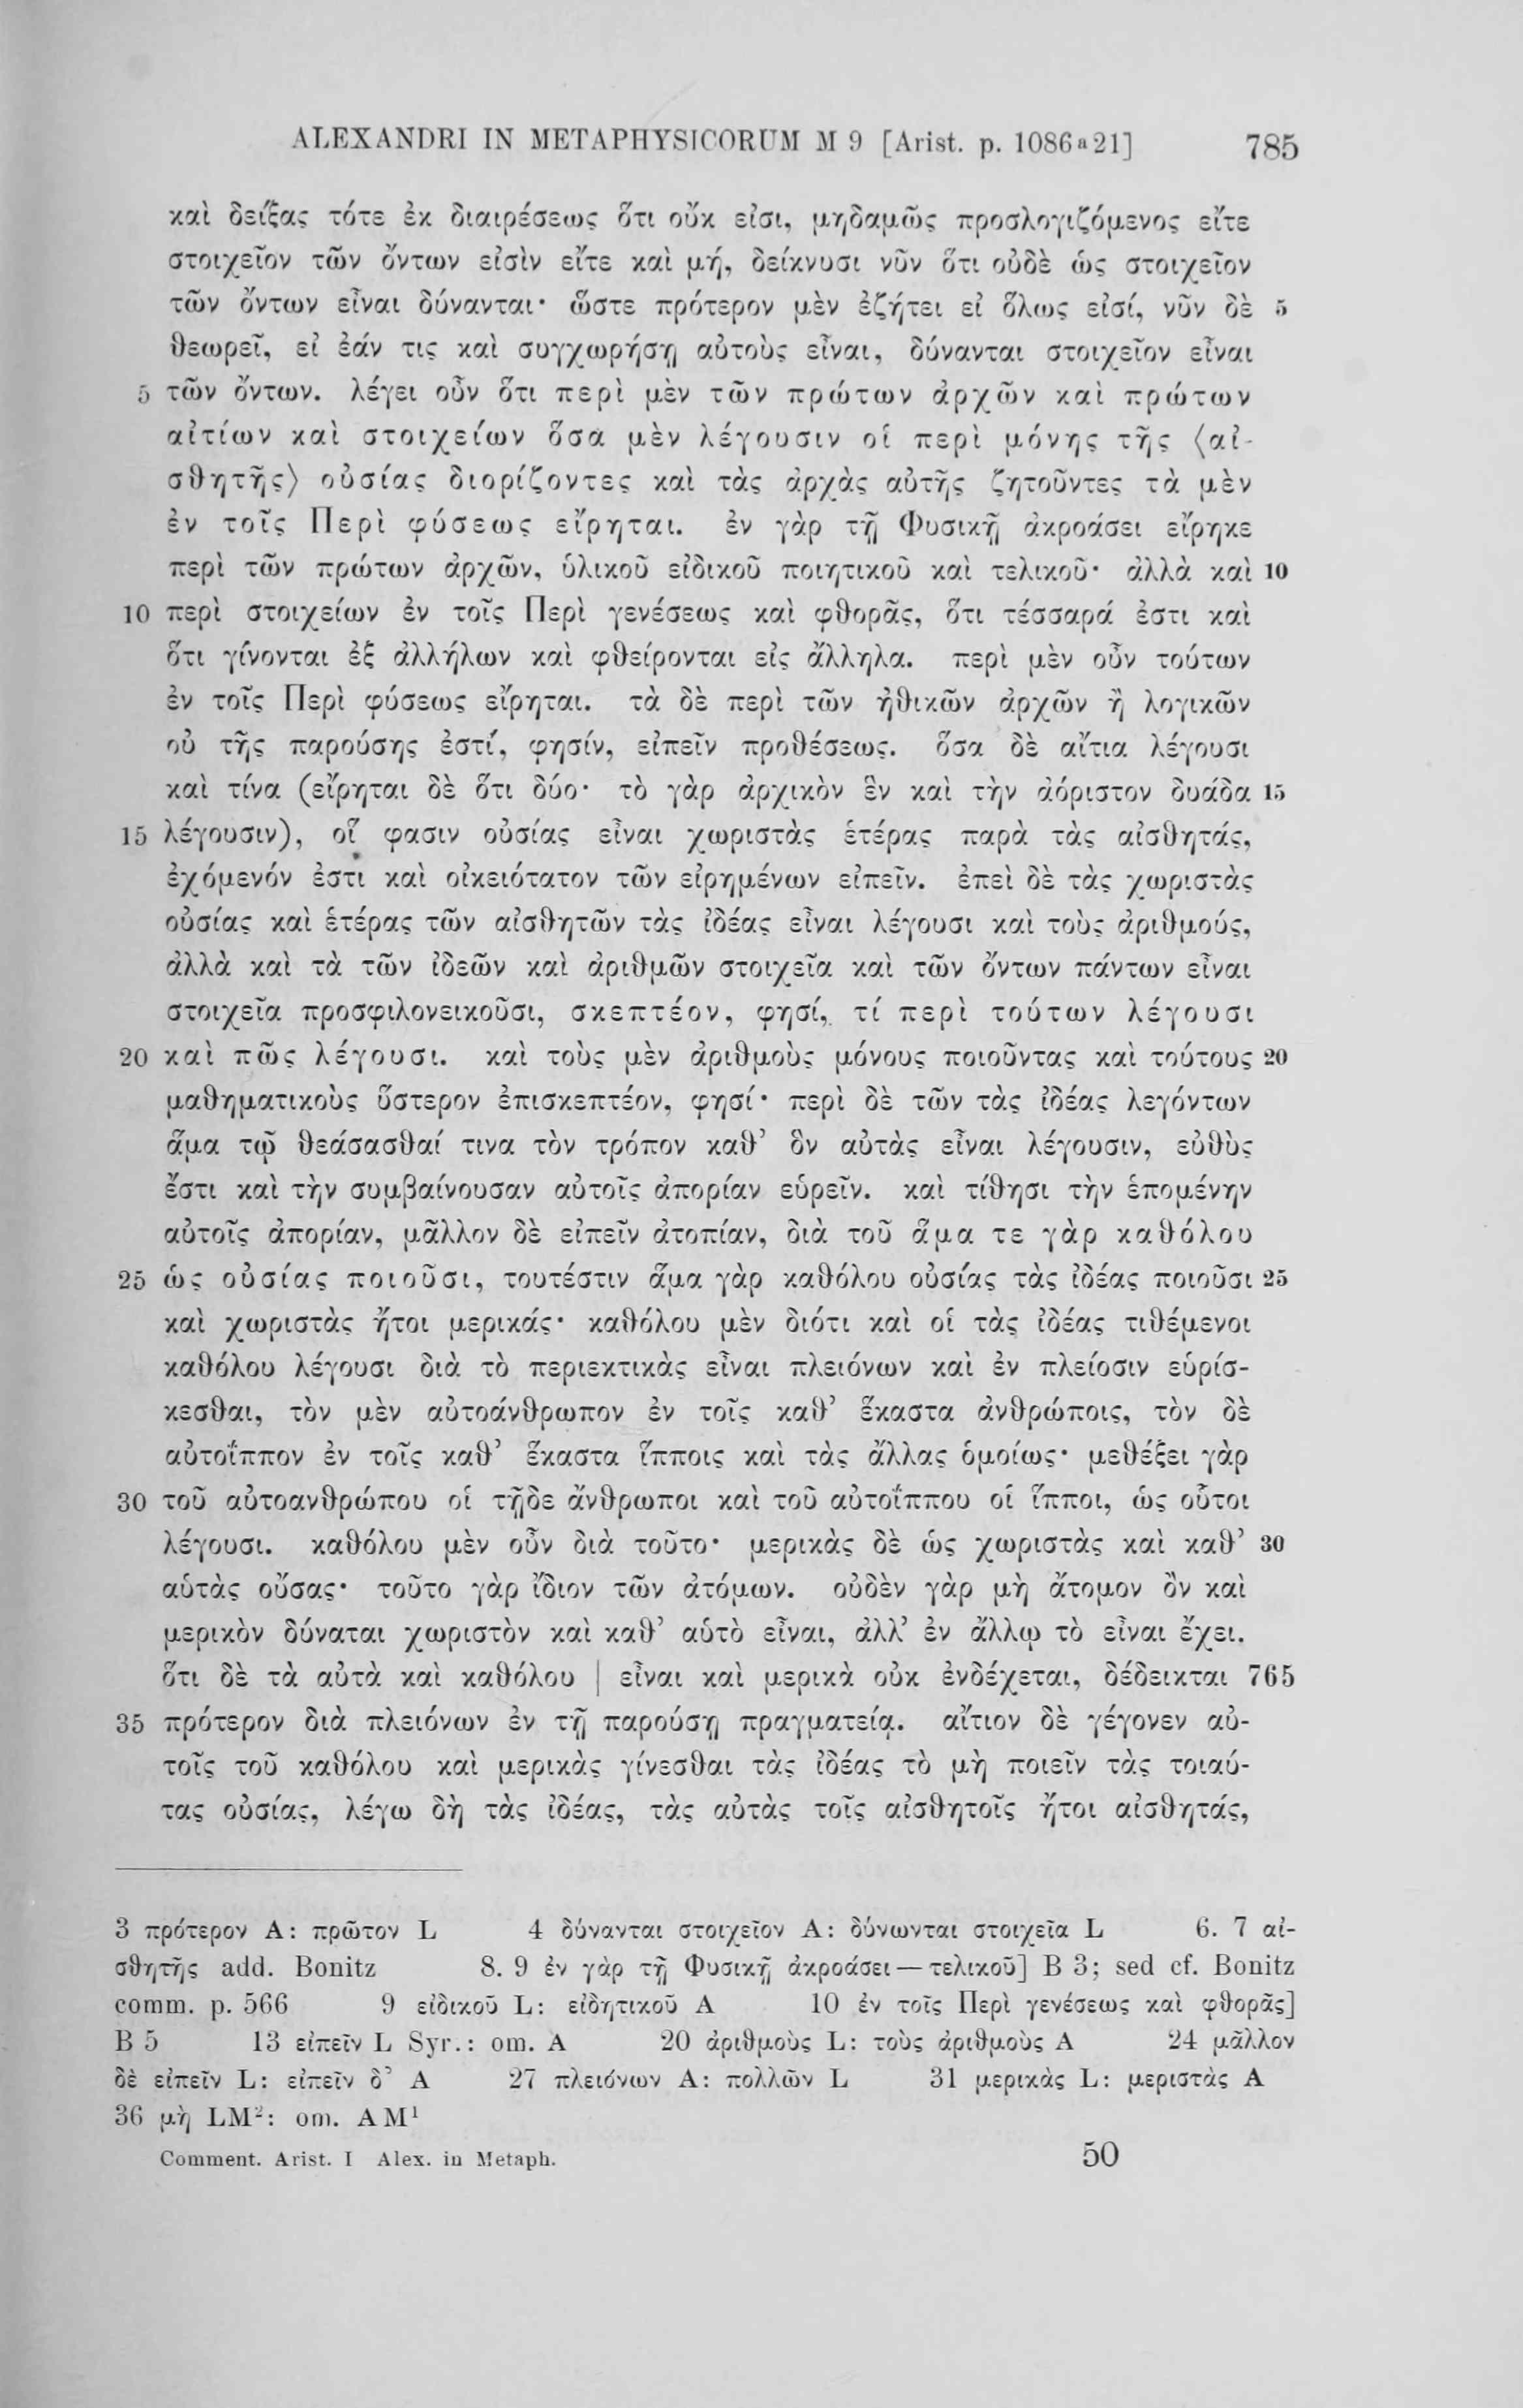 ALEXANDRI IN METAPHYSICORUM M 9 [Arist. p. 1086ᵃ21] 785
καὶ δείξας τότε ἐκ διαιρέσεως ὅτι οὔκ εἰσι, μηδαμῶς προσλογιζόμενος εἴτε
στοιχεῖον τῶν ὄντων εἰσὶν εἴτε καὶ μή, δείκνυσι νῦν ὅτι οὐδὲ ὡς στοιχεῖον
τῶν ὄντων εἶναι δύνανται· ὥστε πρότερον μὲν ἐζήτει εἰ ὅλως εἰσί, νῦν δὲ 5
θεωρεῖ, εἰ ἐάν τις καὶ συγχωρήσῃ αὐτοὺς εἶναι, δύνανται στοιχεῖον εἶναι
5 τῶν ὄντων. λέγει οὖν ὅτι περὶ μὲν τῶν πρώτων ἀρχῶν καὶ πρώτων
αἰτίων καὶ στοιχείων ὅσα μὲν λέγουσιν οἱ περὶ μόνης τῆς ⟨αἰ-
σθητῆς⟩ οὐσίας διορίζοντες καὶ τὰς ἀρχὰς αὐτῆς ζητοῦντες τὰ μὲν
ἐν τοῖς Περὶ φύσεως εἴρηται. ἐν γὰρ τῇ Φυσικῇ ἀκροάσει εἴρηκε
περὶ τῶν πρώτων ἀρχῶν, ὑλικοῦ εἰδικοῦ ποιητικοῦ καὶ τελικοῦ· ἀλλὰ καὶ 10
10 περὶ στοιχείων ἐν τοῖς Περὶ γενέσεως καὶ φθορᾶς, ὅτι τέσσαρά ἐστι καὶ
ὅτι γίνονται ἐξ ἀλλήλων καὶ φθείρονται εἰς ἄλληλα. περὶ μὲν οὖν τούτων
ἐν τοῖς Περὶ φύσεως εἴρηται. τὰ δὲ περὶ τῶν ἠθικῶν ἀρχῶν ἢ λογικῶν
οὐ τῆς παρούσης ἐστί, φησίν, εἰπεῖν προθέσεως. ὅσα δὲ αἴτια λέγουσι
καὶ τίνα (εἴρηται δὲ ὅτι δύο· τὸ γὰρ ἀρχικὸν ἓν καὶ τὴν ἀόριστον δυάδα 15
15 λέγουσιν), οἵ φασιν οὐσίας εἶναι χωριστὰς ἑτέρας παρὰ τὰς αἰσθητάς,
ἐχόμενόν ἐστι καὶ οἰκειότατον τῶν εἰρημένων εἰπεῖν. ἐπεὶ δὲ τὰς χωριστὰς
οὐσίας καὶ ἑτέρας τῶν αἰσθητῶν τὰς ἰδέας εἶναι λέγουσι καὶ τοὺς ἀριθμούς,
ἀλλὰ καὶ τὰ τῶν ἰδεῶν καὶ ἀριθμῶν στοιχεῖα καὶ τῶν ὄντων πάντων εἶναι
στοιχεῖα προσφιλονεικοῦσι, σκεπτέον, φησί, τί περὶ τούτων λέγουσι
20 καὶ πῶς λέγουσι. καὶ τοὺς μὲν ἀριθμοὺς μόνους ποιοῦντας καὶ τούτους 20
μαθηματικοὺς ὕστερον ἐπισκεπτέον, φησί· περὶ δὲ τῶν τὰς ἰδέας λεγόντων
ἅμα τῷ θεάσασθαί τινα τὸν τρόπον καθ’ ὃν αὐτὰς εἶναι λέγουσιν, εὐθὺς
ἔστι καὶ τὴν συμβαίνουσαν αὐτοῖς ἀπορίαν εὑρεῖν. καὶ τίθησι τὴν ἑπομένην
αὐτοῖς ἀπορίαν, μᾶλλον δὲ εἰπεῖν ἀτοπίαν, διὰ τοῦ ἅμα τε γὰρ καθόλου
25 ὡς οὐσίας ποιοῦσι, τουτέστιν ἅμα γὰρ καθόλου οὐσίας τὰς ἰδέας ποιοῦσι 25
καὶ χωριστὰς ἤτοι μερικάς· καθόλου μὲν διότι καὶ οἱ τὰς ἰδέας τιθέμενοι
καθόλου λέγουσι διὰ τὸ περιεκτικὰς εἶναι πλειόνων καὶ ἐν πλείοσιν εὑρίσ-
κεσθαι, τὸν μὲν αὐτοάνθρωπον ἐν τοῖς καθ’ ἕκαστα ἀνθρώποις, τὸν δὲ
αὐτοΐππον ἐν τοῖς καθ’ ἕκαστα ἵπποις καὶ τὰς ἄλλας ὁμοίως· μεθέξει γὰρ
30 τοῦ αὐτοανθρώπου οἱ τῇδε ἄνθρωποι καὶ τοῦ αὐτοΐππου οἱ ἵπποι, ὡς οὗτοι
λέγουσι. καθόλου μὲν οὖν διὰ τοῦτο· μερικὰς δὲ ὡς χωριστὰς καὶ καθ’ 30
αὑτὰς οὔσας· τοῦτο γὰρ ἴδιον τῶν ἀτόμων. οὐδὲν γὰρ μὴ ἄτομον ὂν καὶ
μερικὸν δύναται χωριστὸν καὶ καθ’ αὑτὸ εἶναι, ἀλλ’ ἐν ἄλλῳ τὸ εἶναι ἔχει.
ὅτι δὲ τὰ αὐτὰ καὶ καθόλου | εἶναι καὶ μερικὰ οὐκ ἐνδέχεται, δέδεικται 765
35 πρότερον διὰ πλειόνων ἐν τῇ παρούσῃ πραγματείᾳ. αἴτιον δὲ γέγονεν αὐ-
τοῖς τοῦ καθόλου καὶ μερικὰς γίνεσθαι τὰς ἰδέας τὸ μὴ ποιεῖν τὰς τοιαύ-
τας οὐσίας, λέγω δὴ τὰς ἰδέας, τὰς αὐτὰς τοῖς αἰσθητοῖς ἤτοι αἰσθητάς,
3 πρότερον A: πρῶτον L 4 δύνανται στοιχεῖον A: δύνωνται στοιχεῖα L 6. 7 αἰ-
σθητῆς add. Bonitz 8. 9 ἐν γὰρ τῇ Φυσικῇ ἀκροάσει — τελικοῦ] B 3; sed cf. Bonitz
comm. p. 566 9 εἰδικοῦ L: εἰδητικοῦ A 10 ἐν τοῖς Περὶ γενέσεως καὶ φθορᾶς]
B 5 13 εἰπεῖν L Syr.: om. A 20 ἀριθμοὺς L: τοὺς ἀριθμοὺς A 24 μᾶλλον
δὲ εἰπεῖν L: εἰπεῖν δ’ A 27 πλειόνων A: πολλῶν L 31 μερικὰς L: μεριστὰς A
36 μὴ LM²: om. AM¹
Comment. Arist. I Alex. in Metaph. 50